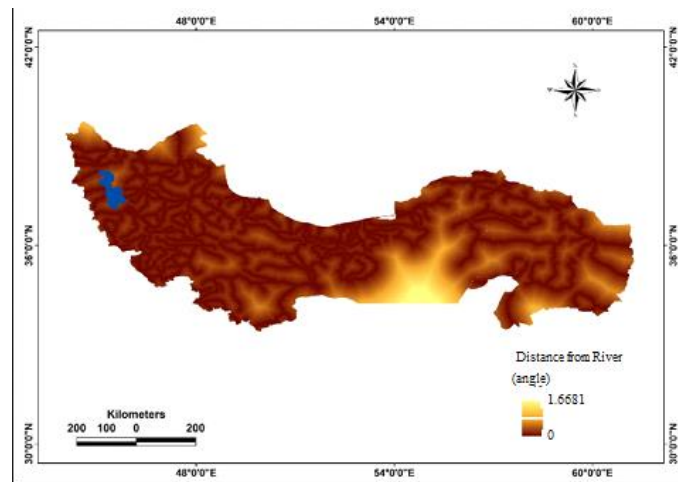 48°0'0"E 54°0'0"E 60°0'0"E
42°0'0"N 42°0'0"N
N
W E
S
36°0'0"N 36°0'0"N
Distance from River
(angle)
1.6681
0
Kilometers
200 100 0 200
30°0'0"N 30°0'0"N
48°0'0"E 54°0'0"E 60°0'0"E